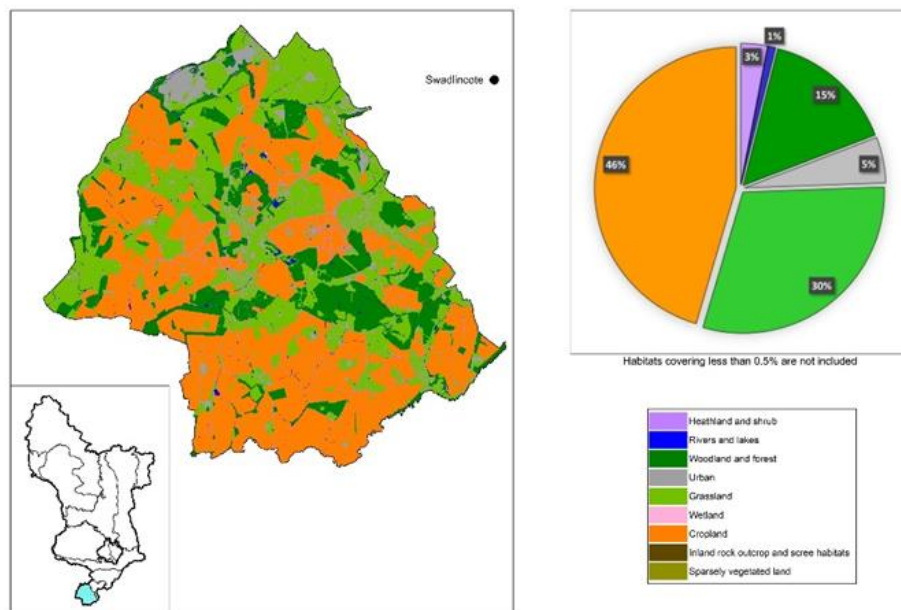 Swadlincote
3%
1%
15%
5%
30%
46%
Habitats covering less than 0.5% are not included
Heathland and shrub
Rivers and lakes
Woodland and forest
Urban
Grassland
Wetland
Cropland
Inland rock outcrop and scree habitats
Sparsely vegetated land